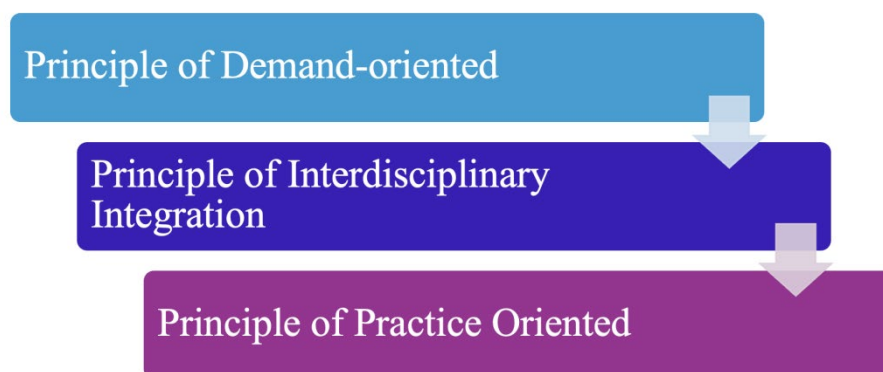 Principle of Demand-oriented
Principle of Interdisciplinary
Integration
Principle of Practice Oriented